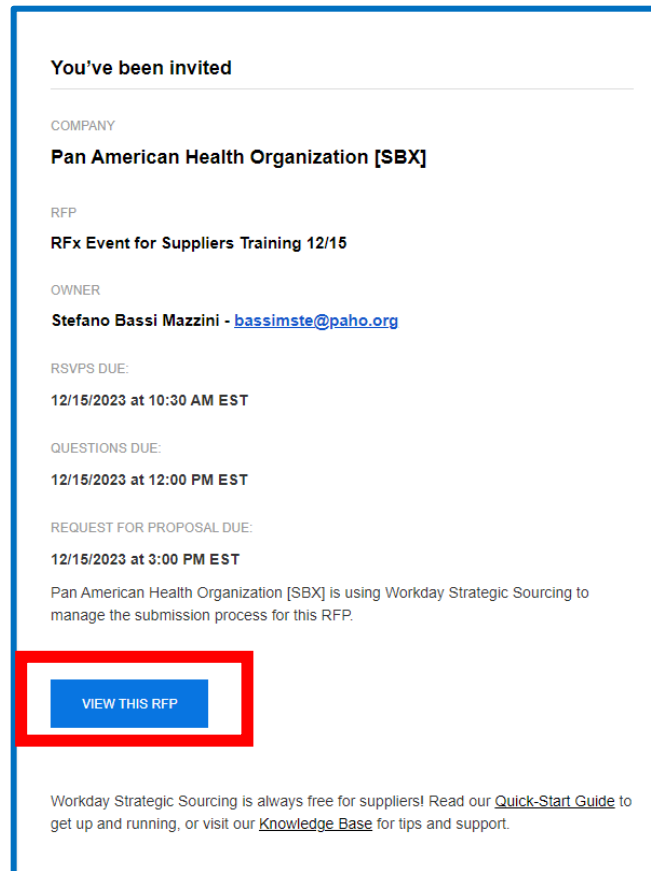 You've been invited
COMPANY
Pan American Health Organization [SBX]
RFP
RFx Event for Suppliers Training 12/15
OWNER
Stefano Bassi Mazzini - bassimste@paho.org
RSVPS DUE:
12/15/2023 at 10:30 AM EST
QUESTIONS DUE:
12/15/2023 at 12:00 PM EST
REQUEST FOR PROPOSAL DUE:
12/15/2023 at 3:00 PM EST
Pan American Health Organization [SBX] is using Workday Strategic Sourcing to
manage the submission process for this RFP.
VIEW THIS RFP
Workday Strategic Sourcing is always free for suppliers! Read our Quick-Start Guide to
get up and running, or visit our Knowledge Base for tips and support.